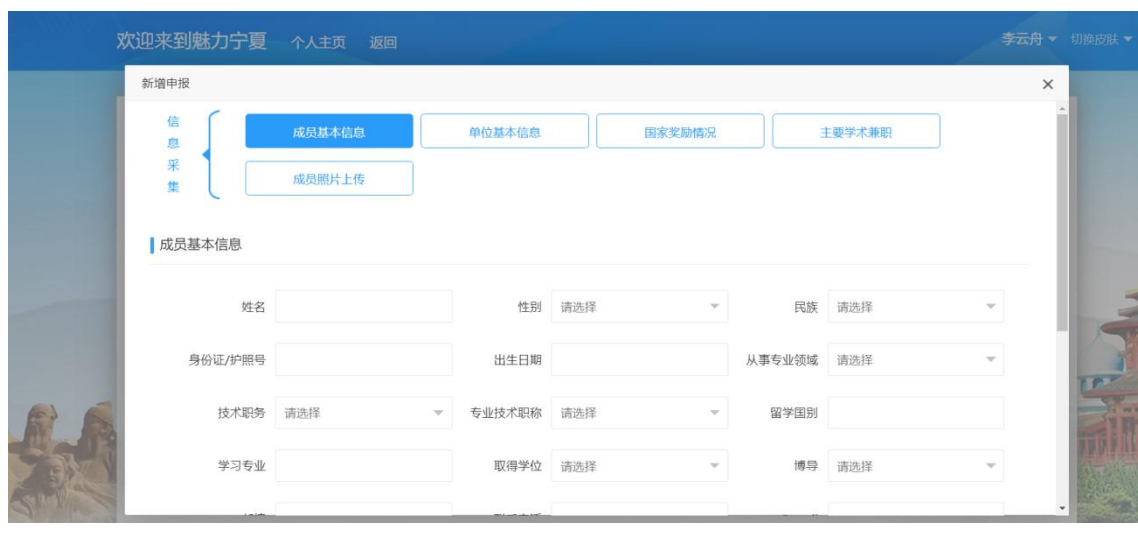 欢迎来到魅力宁夏 个人主页 返回 李云舟 切换皮肤
新增申报 ×
信息采集
成员基本信息 单位基本信息 国家奖励情况 主要学术兼职
成员照片上传
成员基本信息
姓名 性别 请选择 民族 请选择
身份证/护照号 出生日期 从事专业领域 请选择
技术职务 请选择 专业技术职称 请选择 留学国别
学习专业 取得学位 请选择 博导 请选择